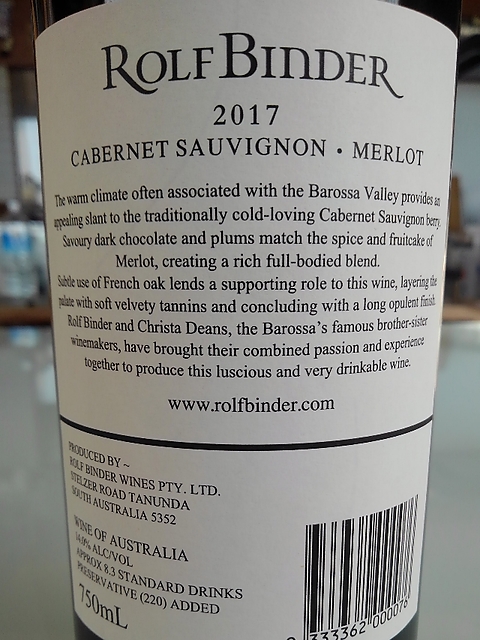 ROLF BINDER
2017
CABERNET SAUVIGNON • MERLOT
The warm climate often associated with the Barossa Valley provides an
appealing slant to the traditionally cold-loving Cabernet Sauvignon berry.
Savoury dark chocolate and plums match the spice and fruitcake of
Merlot, creating a rich full-bodied blend.
Subtle use of French oak lends a supporting role to this wine, layering the
palate with soft velvety tannins and concluding with a long opulent finish.
Rolf Binder and Christa Deans, the Barossa's famous brother-sister
winemakers, have brought their combined passion and experience
together to produce this luscious and very drinkable wine.
www.rolfbinder.com
PRODUCED BY ~
ROLF BINDER WINES PTY. LTD.
STELZER ROAD TANUNDA
SOUTH AUSTRALIA 5352
WINE OF AUSTRALIA
14.0% ALC/VOL
APPROX 8.3 STANDARD DRINKS
PRESERVATIVE (220) ADDED
750mL
9 333362 000076